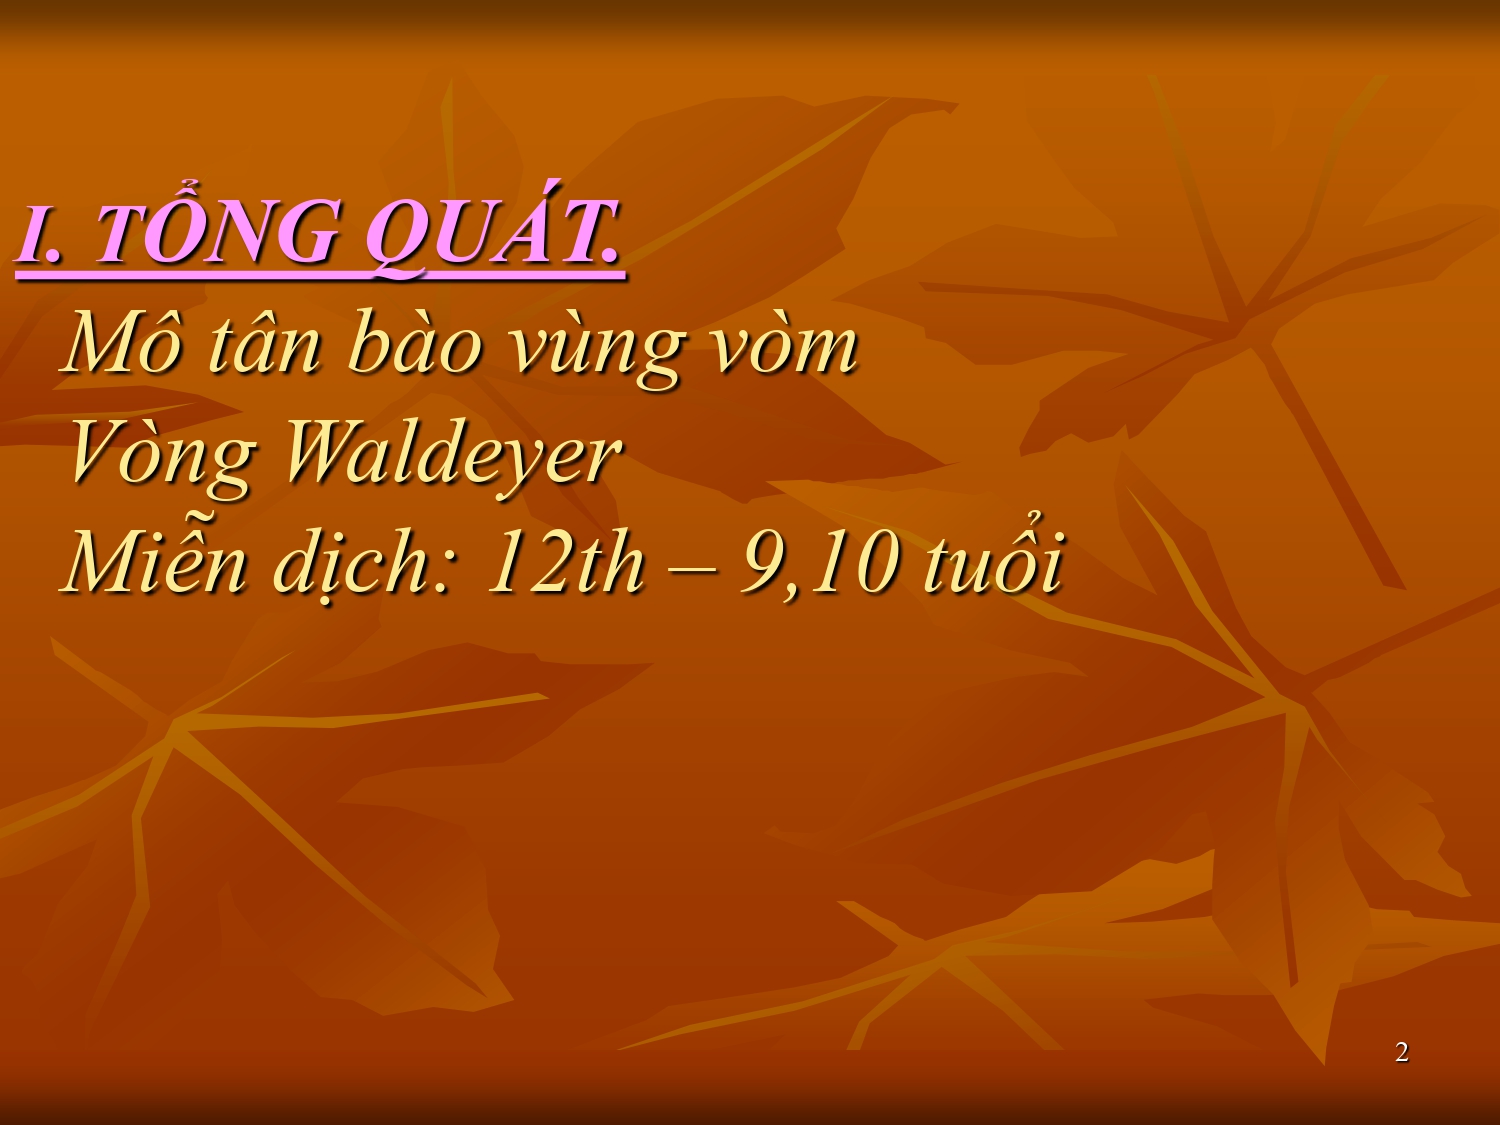 I. TỔNG QUÁT.
Mô tân bào vùng vòm
Vòng Waldeyer
Miễn dịch: 12th – 9,10 tuổi
2